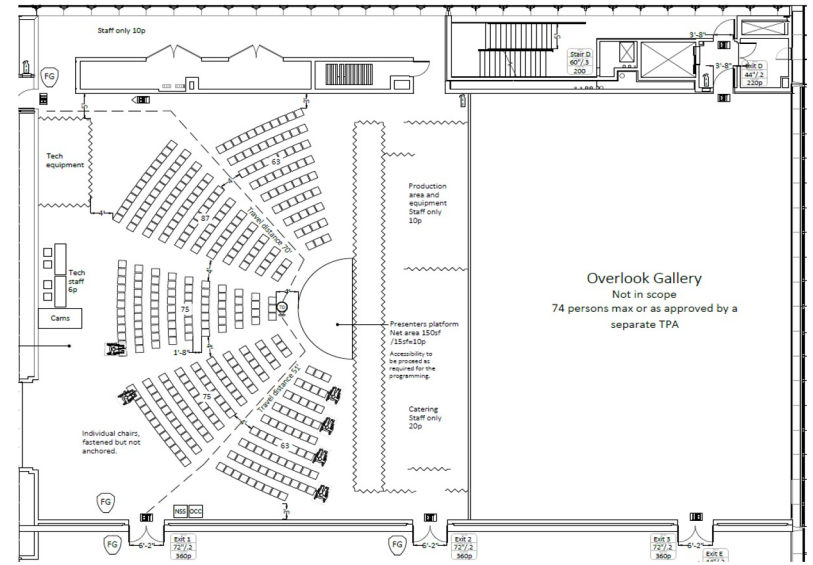 Staff only 10p
FG
Stair D
60"/.3
200
3'-8"
3'-8"
Exit D
44"/.2
220p
Tech
equipment
4'
63
4'
87
Travel distance 70'
Production
area and
equipment
Staff only
10p
Overlook Gallery
Not in scope
74 persons max or as approved by a
separate TPA
Tech
staff
6p
Cams
4'
75
4'
1'-8"
4'
Presenters platform
Net area 150sf
/15sf=10p
Accessibility to
be proceed as
required for the
programming.
75
Travel distance 51'
63
Catering
Staff only
20p
Individual chairs,
fastened but not
anchored.
FG
NSS
OCC
FG
6'-2"
Exit 1
72"/.2
360p
FG
6'-2"
Exit 2
72"/.2
360p
Exit 3
72"/.2
360p
6'-2"
Exit E